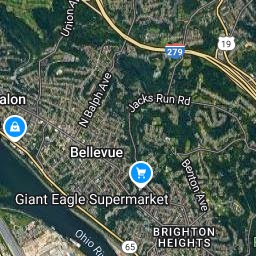 Union A
279
19
alon
N Balph Ave
Jacks Run Rd
Bellevue
Benton Ave
Giant Eagle Supermarket
BRIGHTON
HEIGHTS
Ohio Ri
65